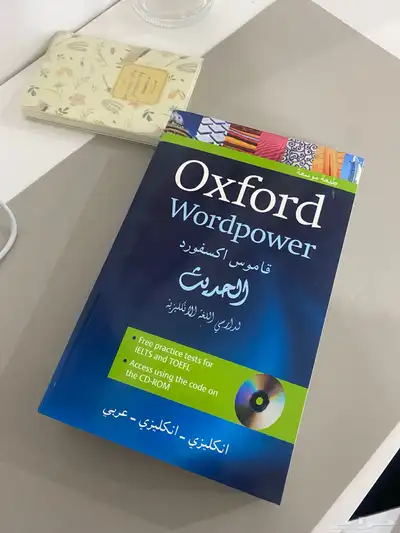 طبعة موسعة
Oxford
Wordpower
قاموس اكسفورد
الحديث
لدارسي اللغة الانكليزية
• Free practice tests for
IELTS and TOEFL
• Access using the code on
the CD-ROM
انكليزي - انكليزي - عربي